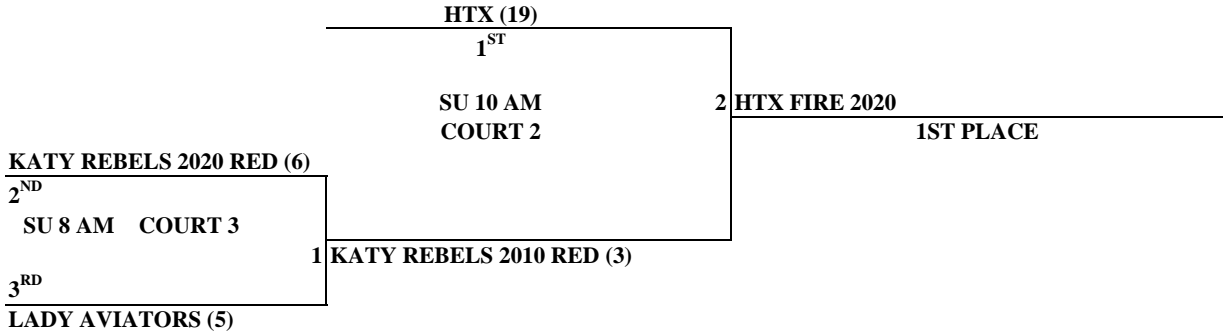 HTX (19)
1ST
SU 10 AM
COURT 2
2 HTX FIRE 2020
1ST PLACE
KATY REBELS 2020 RED (6)
2ND
SU 8 AM COURT 3
1 KATY REBELS 2010 RED (3)
3RD
LADY AVIATORS (5)